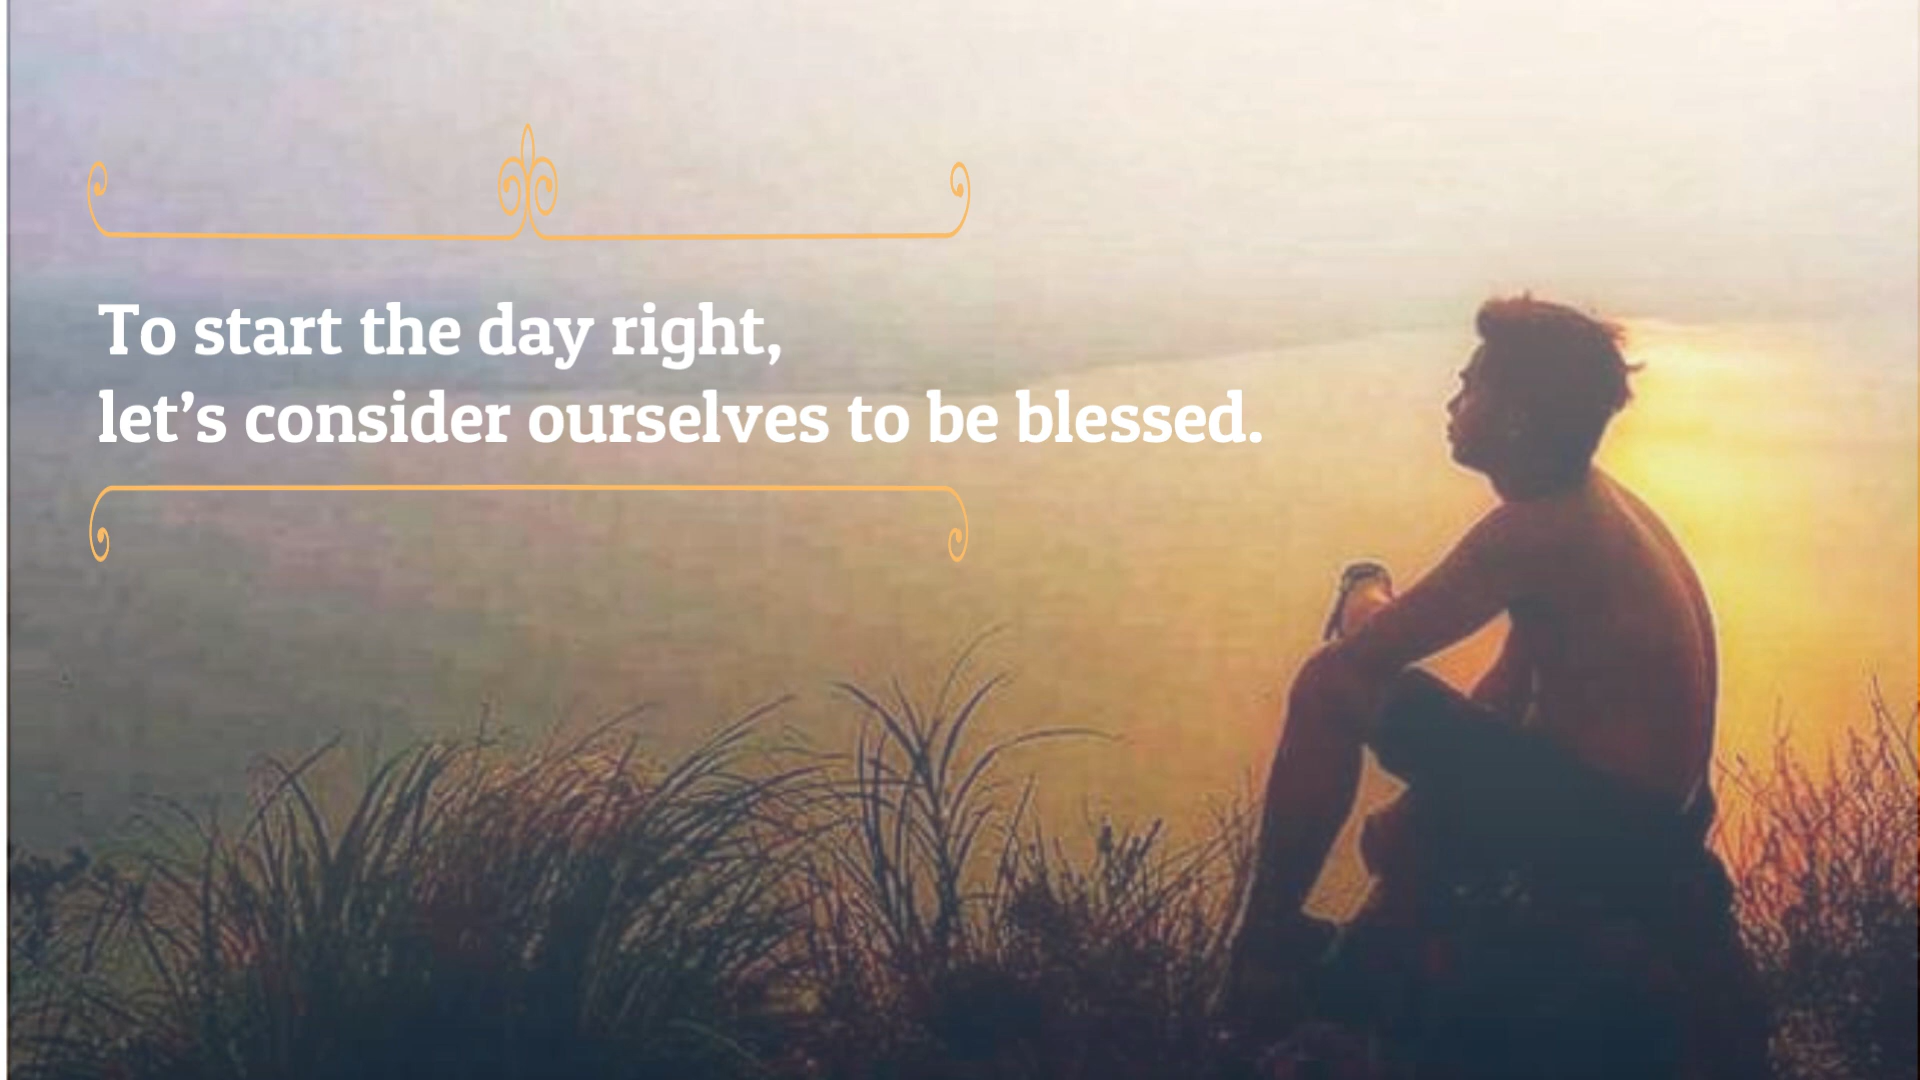 To start the day right,
let’s consider ourselves to be blessed.